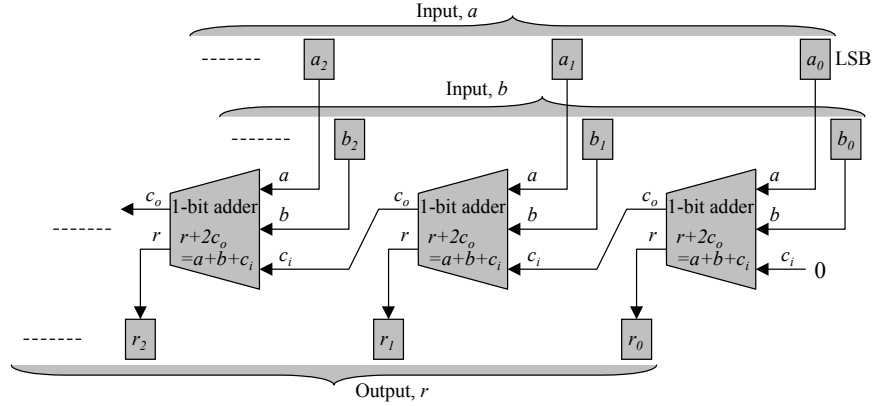 Input, a
a₂ a₁ a₀ LSB
Input, b
b₂ b₁ b₀
a a a
cₒ 1-bit adder b cₒ 1-bit adder b cₒ 1-bit adder b
r r+2cₒ r r+2cₒ r r+2cₒ
=a+b+cᵢ cᵢ =a+b+cᵢ cᵢ =a+b+cᵢ cᵢ 0
r₂ r₁ r₀
Output, r